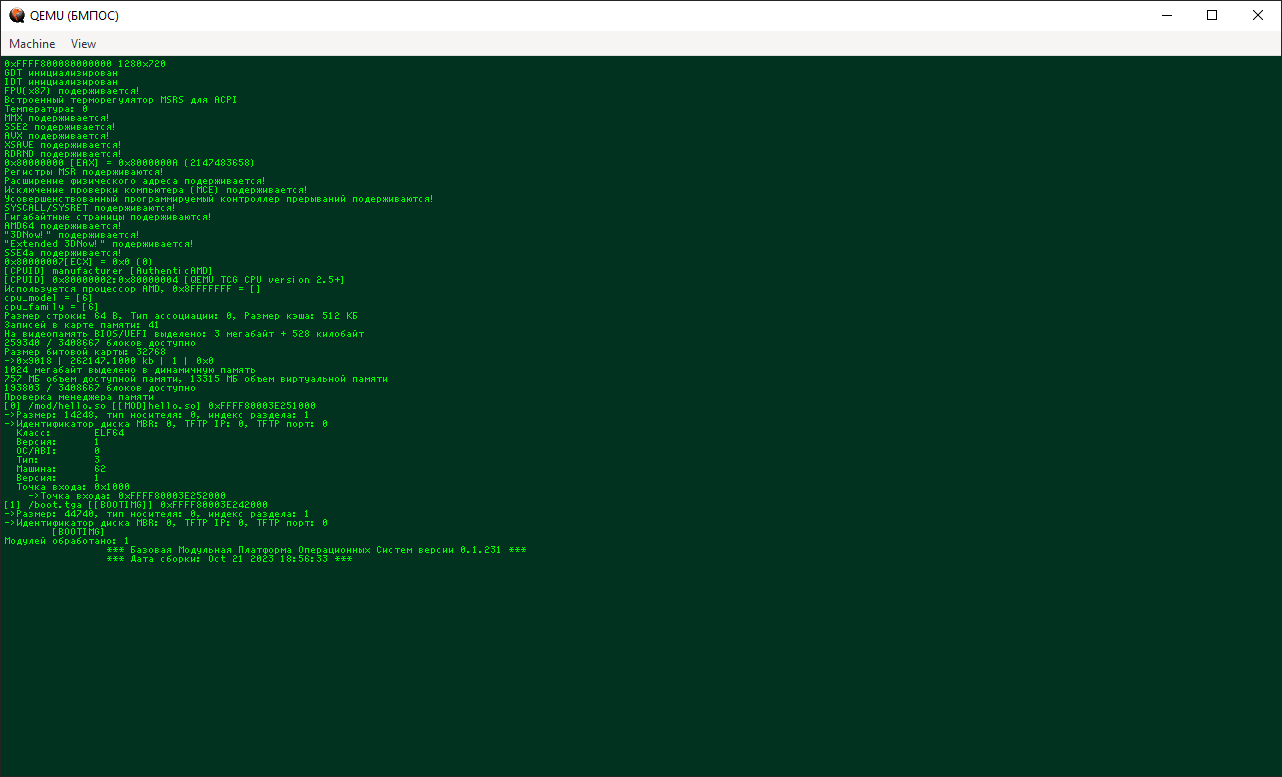 QEMU (БМПОС)
Machine View
0xFFFF800080000000 1280x720
GDT инициализирован
IDT инициализирован
FPU(x87) подерживается!
Встроенный терморегулятор MSRS для ACPI
Температура: 0
MMX подерживается!
SSE2 подерживается!
AVX подерживается!
XSAVE подерживается!
RDRND подерживается!
0x80000000 [EAX] = 0x8000000A (2147483658)
Регистры MSR подерживаются!
Расширение физического адреса подерживается!
Исключение проверки компьютера (MCE) подерживается!
Усовершенствованный программируемый контроллер прерываний подерживаются!
SYSCALL/SYSRET подерживаются!
Гигабайтные страницы подерживаются!
AMD64 подерживается!
"3DNow!" подерживается!
"Extended 3DNow!" подерживается!
SSE4a подерживается!
0x80000007[ECX] = 0x0 (0)
[CPUID] manufacturer [AuthenticAMD]
[CPUID] 0x80000002:0x80000004 [QEMU TCG CPU version 2.5+]
Используется процессор AMD, 0x8FFFFFFF = []
cpu_model = [6]
cpu_family = [6]
Размер строки: 64 B, Тип ассоциации: 0, Размер кэша: 512 КБ
Записей в карте памяти: 41
На видеопамять BIOS/UEFI выделено: 3 мегабайт + 528 килобайт
259340 / 3408667 блоков доступно
Размер битовой карты: 32768
->0x9018 | 262147.1000 kb | 1 | 0x0
1024 мегабайт выделено в динамичную память
757 МБ объем доступной памяти, 13315 МБ объем виртуальной памяти
193803 / 3408667 блоков доступно
Проверка менеджера памяти
[0] /mod/hello.so [[MOD]hello.so] 0xFFFF80003E251000
->Размер: 14248, тип носителя: 0, индекс раздела: 1
->Идентификатор диска MBR: 0, TFTP IP: 0, TFTP порт: 0
Класс: ELF64
Версия: 1
ОС/ABI: 0
Тип: 3
Машина: 62
Версия: 1
Точка входа: 0x1000
->Точка входа: 0xFFFF80003E252000
[1] /boot.tga [[BOOTIMG]] 0xFFFF80003E242000
->Размер: 44740, тип носителя: 0, индекс раздела: 1
->Идентификатор диска MBR: 0, TFTP IP: 0, TFTP порт: 0
[BOOTIMG]
Модулей обработано: 1
*** Базовая Модульная Платформа Операционных Систем версии 0.1.231 ***
*** Дата сборки: Oct 21 2023 18:56:33 ***